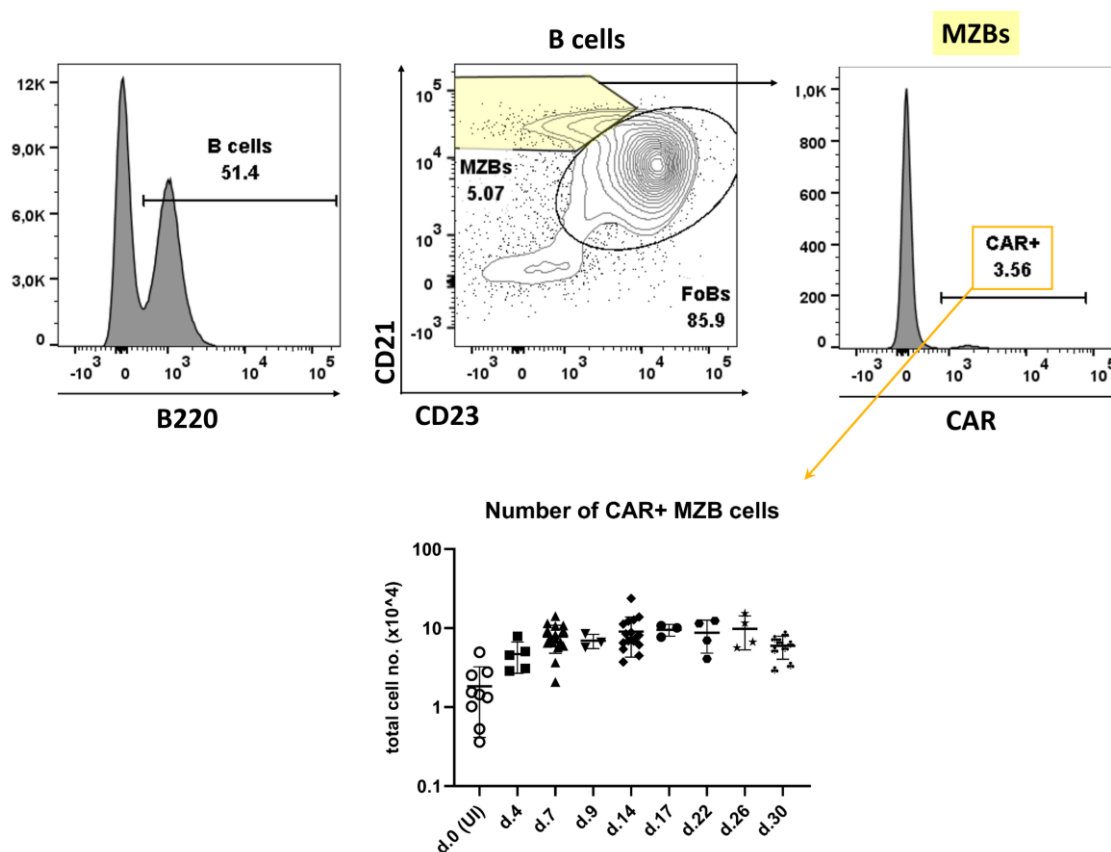 B cells
MZBs
12K
9,0K
6,0K
3,0K
0
B cells
51.4
-10^3 0 10^3 10^4 10^5
B220
10^5
10^4
10^3
0
-10^3
CD21
MZBs
5.07
FoBs
85.9
-10^3 0 10^3 10^4 10^5
CD23
1,0K
800
600
400
200
0
CAR+
3.56
-10^3 0 10^3 10^4 10^5
CAR
Number of CAR+ MZB cells
total cell no. (x10^4)
100
10
1
0.1
d.0 (UI) d.4 d.7 d.9 d.14 d.17 d.22 d.26 d.30